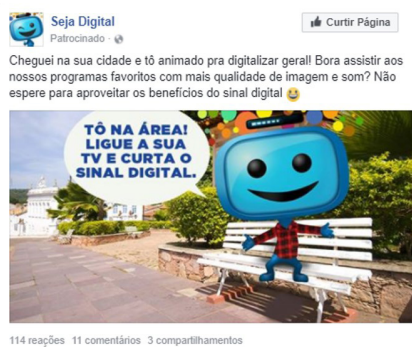 Seja Digital
Curtir Página
Patrocinado ·
Cheguei na sua cidade e tô animado pra digitalizar geral! Bora assistir aos
nossos programas favoritos com mais qualidade de imagem e som? Não
espere para aproveitar os benefícios do sinal digital
TÔ NA ÁREA!
LIGUE A SUA
TV E CURTA O
SINAL DIGITAL.
114 reações 11 comentários 3 compartilhamentos